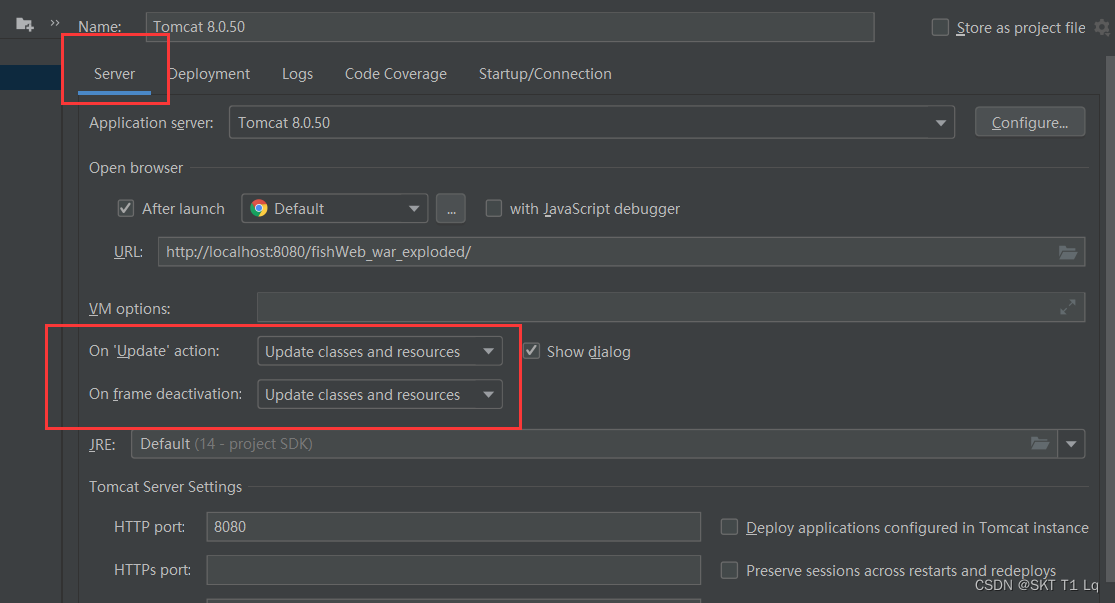 Name: Tomcat 8.0.50 Store as project file
Server Deployment Logs Code Coverage Startup/Connection
Application server: Tomcat 8.0.50 Configure...
Open browser
After launch Default ... with JavaScript debugger
URL: http://localhost:8080/fishWeb_war_exploded/
VM options:
On 'Update' action: Update classes and resources Show dialog
On frame deactivation: Update classes and resources
JRE: Default (14 - project SDK)
Tomcat Server Settings
HTTP port: 8080 Deploy applications configured in Tomcat instance
HTTPs port: Preserve sessions across restarts and redeploys
CSDN @SKT T1 Lq